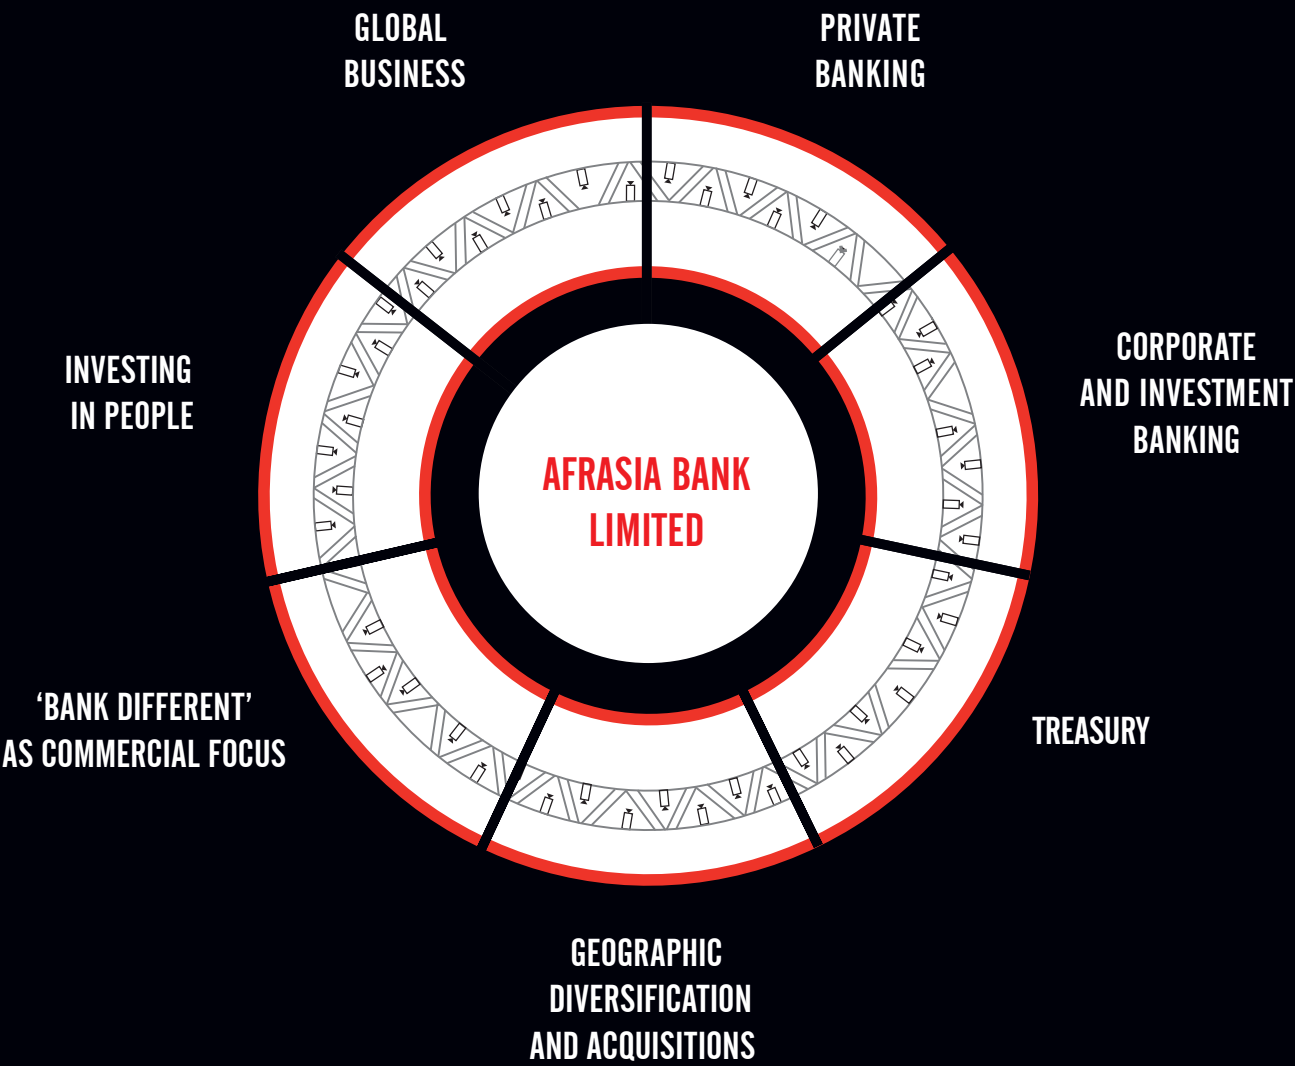 GLOBAL
BUSINESS
PRIVATE
BANKING
INVESTING
IN PEOPLE
CORPORATE
AND INVESTMENT
BANKING
AFRASIA BANK
LIMITED
‘BANK DIFFERENT’
AS COMMERCIAL FOCUS
TREASURY
GEOGRAPHIC
DIVERSIFICATION
AND ACQUISITIONS